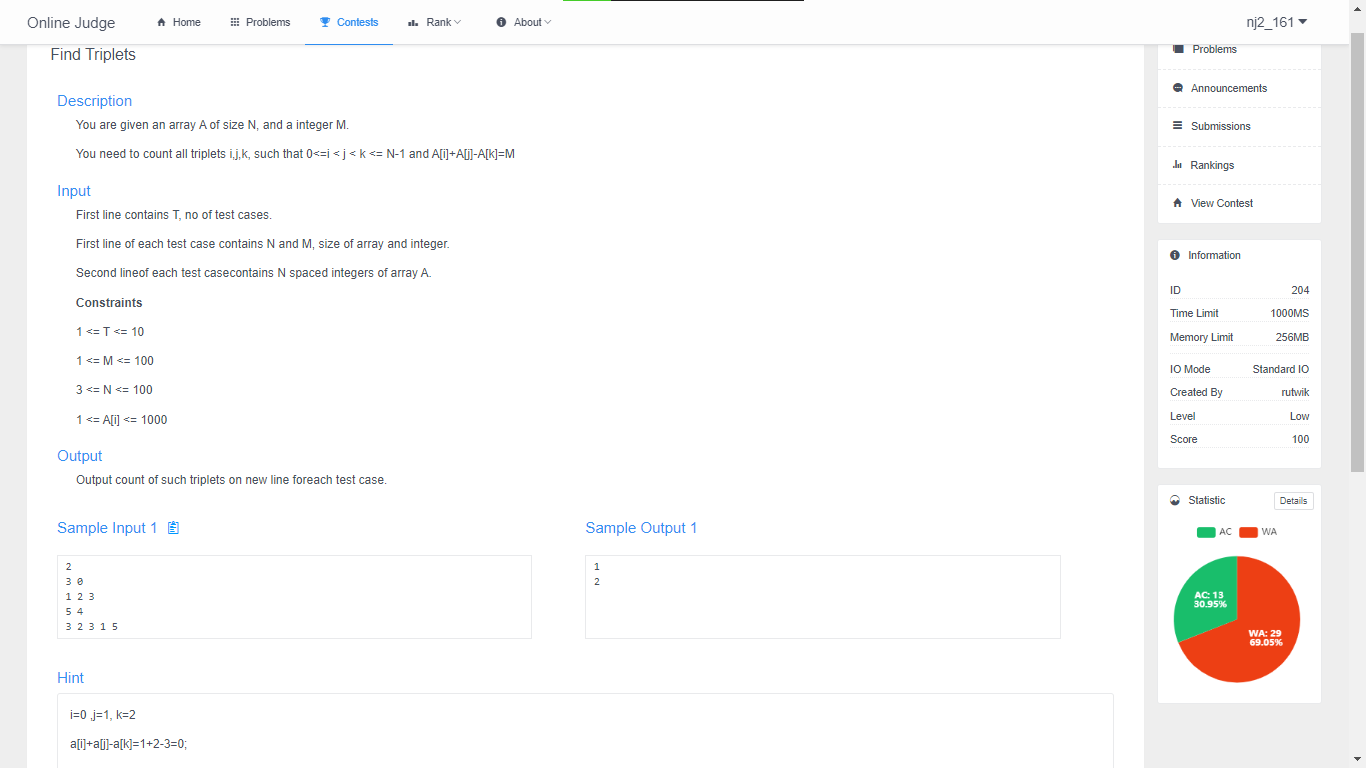 Online Judge
Home
Problems
Contests
Rank
About
nj2_161
Find Triplets
Description
You are given an array A of size N, and a integer M.
You need to count all triplets i,j,k, such that 0<=i < j < k <= N-1 and A[i]+A[j]-A[k]=M
Input
First line contains T, no of test cases.
First line of each test case contains N and M, size of array and integer.
Second lineof each test casecontains N spaced integers of array A.
Constraints
1 <= T <= 10
1 <= M <= 100
3 <= N <= 100
1 <= A[i] <= 1000
Output
Output count of such triplets on new line foreach test case.
Sample Input 1
2
3 0
1 2 3
5 4
3 2 3 1 5
Sample Output 1
1
2
Hint
i=0 ,j=1, k=2
a[i]+a[j]-a[k]=1+2-3=0;
Problems
Announcements
Submissions
Rankings
View Contest
Information
ID 204
Time Limit 1000MS
Memory Limit 256MB
IO Mode Standard IO
Created By rutwik
Level Low
Score 100
Statistic Details
AC WA
AC: 13
30.95%
WA: 29
69.05%